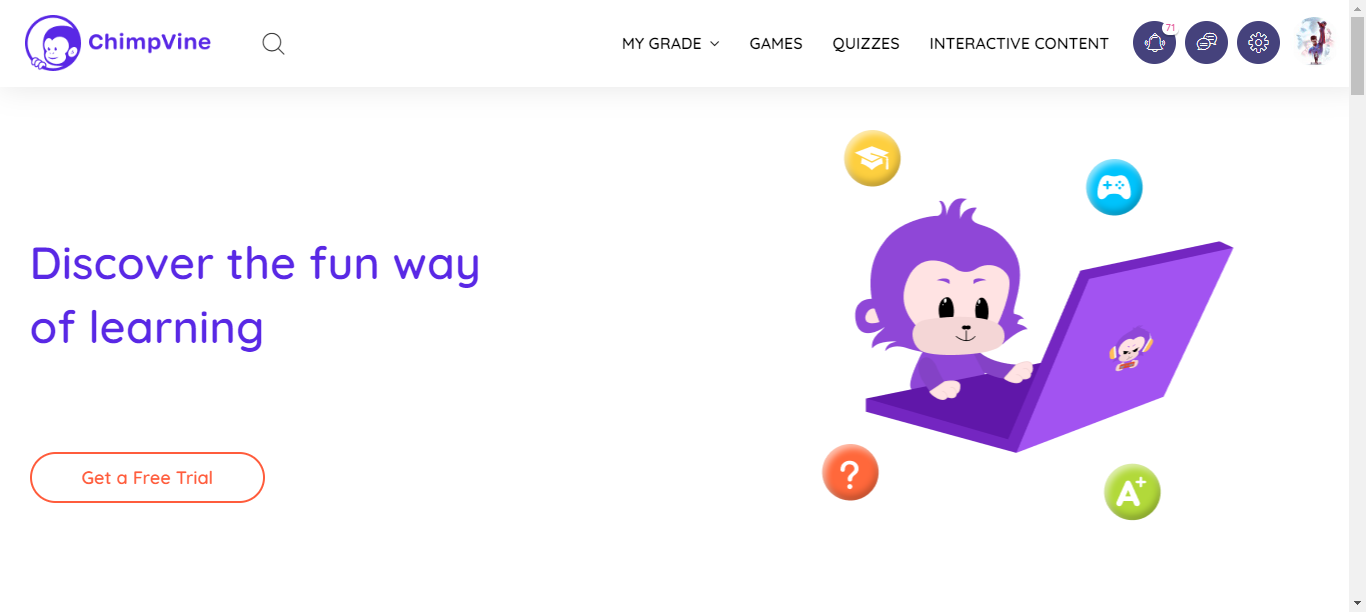 ChimpVine
MY GRADE
GAMES
QUIZZES
INTERACTIVE CONTENT
71
Discover the fun way
of learning
Get a Free Trial
?
A+